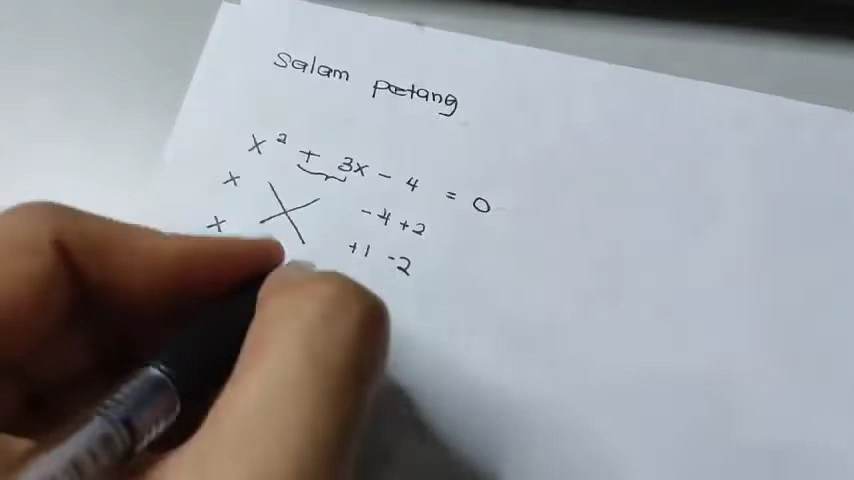 Salam petang
x² + 3x - 4 = 0
x -4 +2
x +1 -2